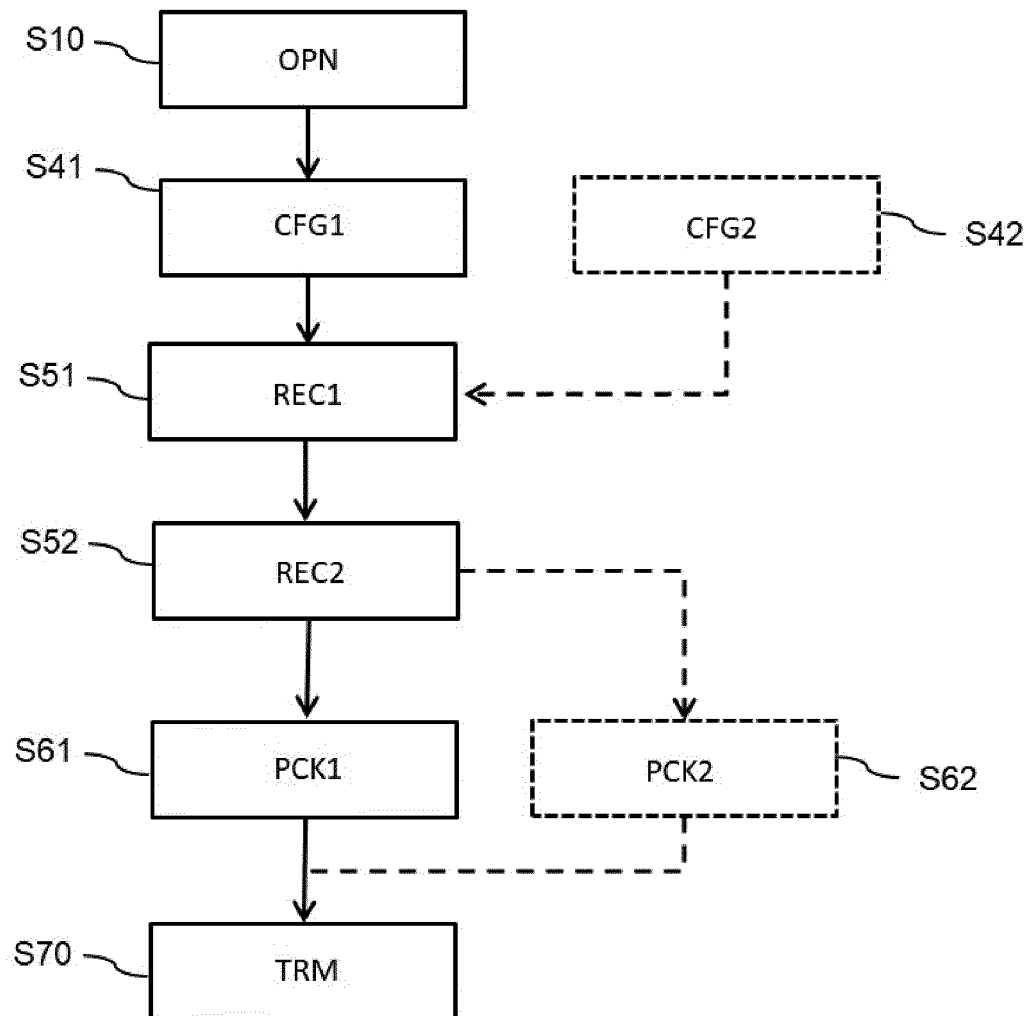 S10
OPN
S41
CFG1
CFG2
S42
S51
REC1
S52
REC2
S61
PCK1
PCK2
S62
S70
TRM